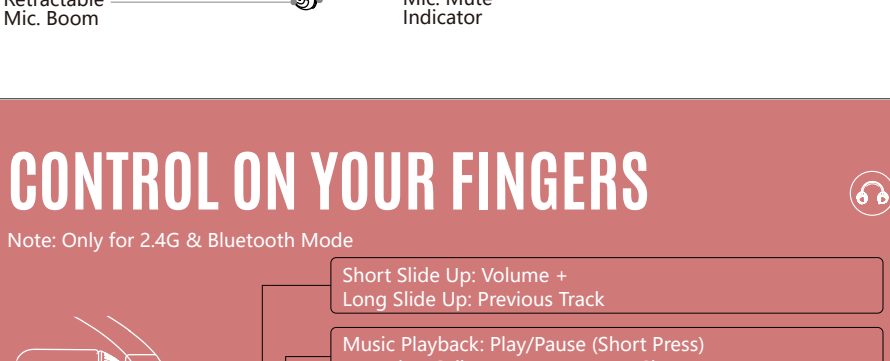 Retractable
Mic. Boom
Mic. Mute
Indicator
CONTROL ON YOUR FINGERS
Note: Only for 2.4G & Bluetooth Mode
Short Slide Up: Volume +
Long Slide Up: Previous Track
Music Playback: Play/Pause (Short Press)